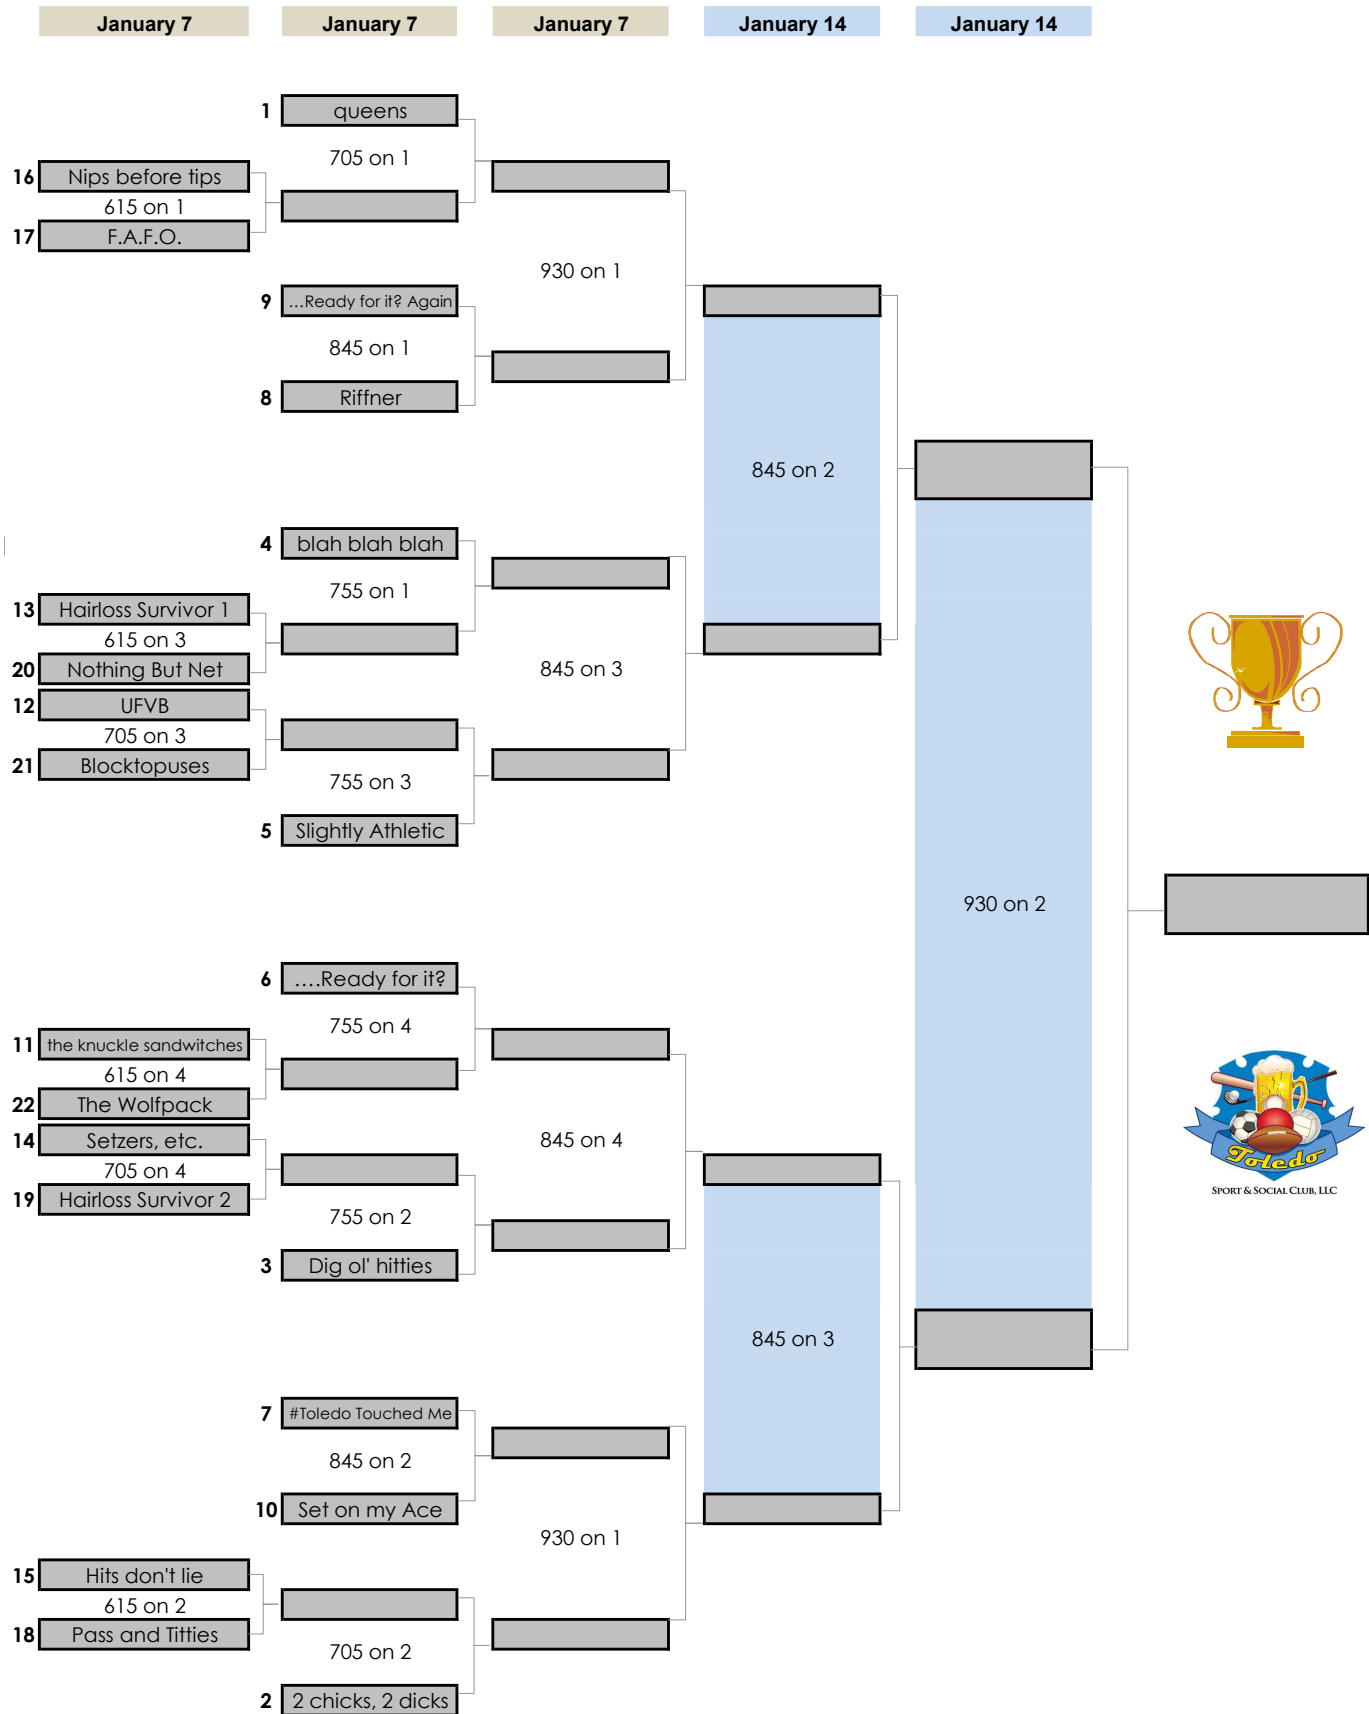 January 7 January 7 January 7 January 14 January 14
1 queens
705 on 1
16 Nips before tips
615 on 1
17 F.A.F.O.
930 on 1
9 ...Ready for it? Again
845 on 1
8 Riffner
845 on 2
4 blah blah blah
755 on 1
13 Hairloss Survivor 1
615 on 3
20 Nothing But Net
845 on 3
12 UFVB
705 on 3
21 Blocktopuses
755 on 3
5 Slightly Athletic
930 on 2
6 ....Ready for it?
755 on 4
11 the knuckle sandwitches
615 on 4
22 The Wolfpack
14 Setzers, etc.
845 on 4
705 on 4
19 Hairloss Survivor 2
755 on 2
3 Dig ol' hitties
Toledo
SPORT & SOCIAL CLUB, LLC
845 on 3
7 #Toledo Touched Me
845 on 2
10 Set on my Ace
930 on 1
15 Hits don't lie
615 on 2
18 Pass and Titties
705 on 2
2 2 chicks, 2 dicks